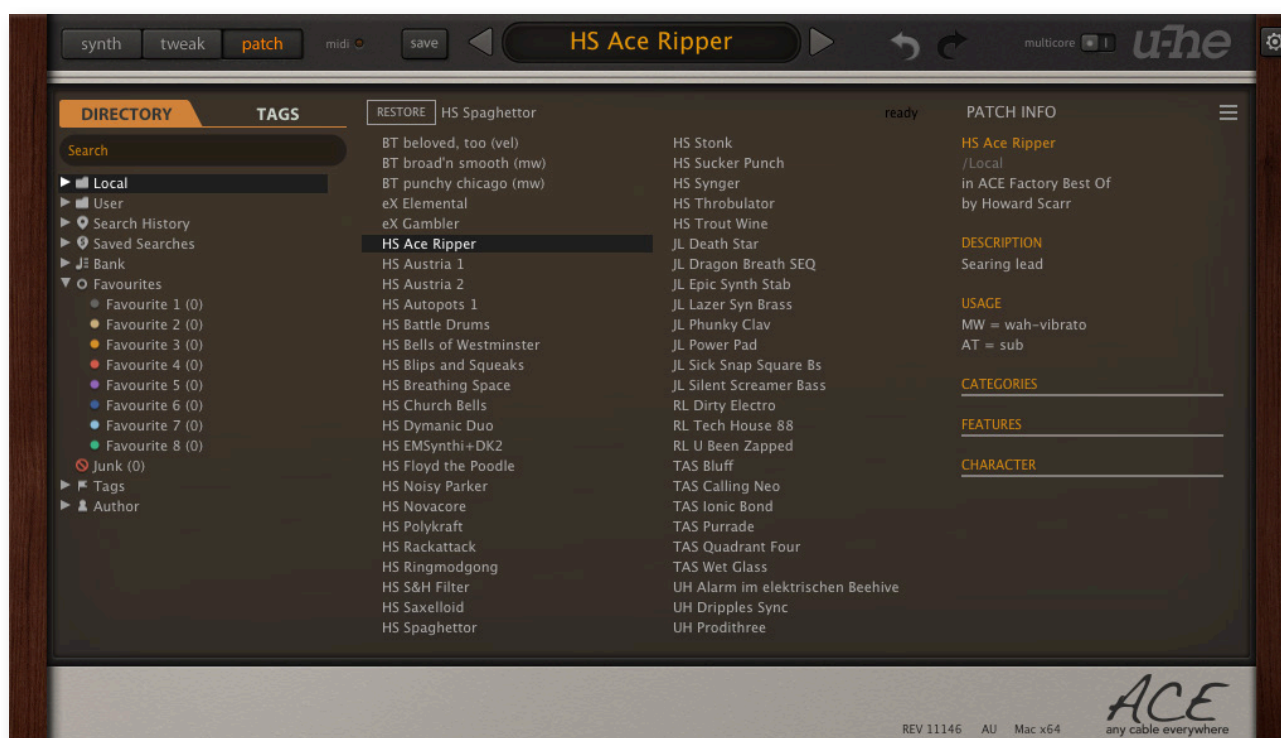 synth tweak patch midi save HS Ace Ripper multicore u-he
DIRECTORY TAGS
Search
Local
User
Search History
Saved Searches
Bank
Favourites
Favourite 1 (0)
Favourite 2 (0)
Favourite 3 (0)
Favourite 4 (0)
Favourite 5 (0)
Favourite 6 (0)
Favourite 7 (0)
Favourite 8 (0)
Junk (0)
Tags
Author
RESTORE HS Spaghettor ready
BT beloved, too (vel)
BT broad'n smooth (mw)
BT punchy chicago (mw)
eX Elemental
eX Gambler
HS Ace Ripper
HS Austria 1
HS Austria 2
HS Autopots 1
HS Battle Drums
HS Bells of Westminster
HS Blips and Squeaks
HS Breathing Space
HS Church Bells
HS Dymanic Duo
HS EMSynthi+DK2
HS Floyd the Poodle
HS Noisy Parker
HS Novacore
HS Polykraft
HS Rackattack
HS Ringmodgong
HS S&H Filter
HS Saxelloid
HS Spaghettor
HS Stonk
HS Sucker Punch
HS Synger
HS Throbulator
HS Trout Wine
JL Death Star
JL Dragon Breath SEQ
JL Epic Synth Stab
JL Lazer Syn Brass
JL Phunky Clav
JL Power Pad
JL Sick Snap Square Bs
JL Silent Screamer Bass
RL Dirty Electro
RL Tech House 88
RL U Been Zapped
TAS Bluff
TAS Calling Neo
TAS Ionic Bond
TAS Purrade
TAS Quadrant Four
TAS Wet Glass
UH Alarm im elektrischen Beehive
UH Dripples Sync
UH Prodithree
PATCH INFO
HS Ace Ripper
/Local
in ACE Factory Best Of
by Howard Scarr
DESCRIPTION
Searing lead
USAGE
MW = wah-vibrato
AT = sub
CATEGORIES
FEATURES
CHARACTER
REV 11146 AU Mac x64
ACE
any cable everywhere